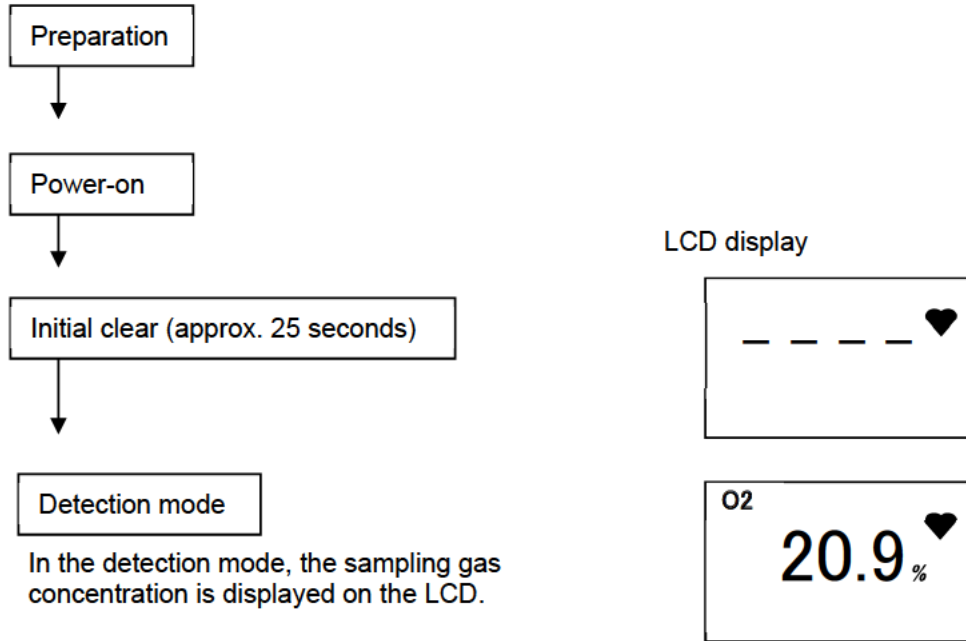 Preparation
Power-on
LCD display
Initial clear (approx. 25 seconds)
– – – –
Detection mode
In the detection mode, the sampling gas
concentration is displayed on the LCD.
O2
20.9 %